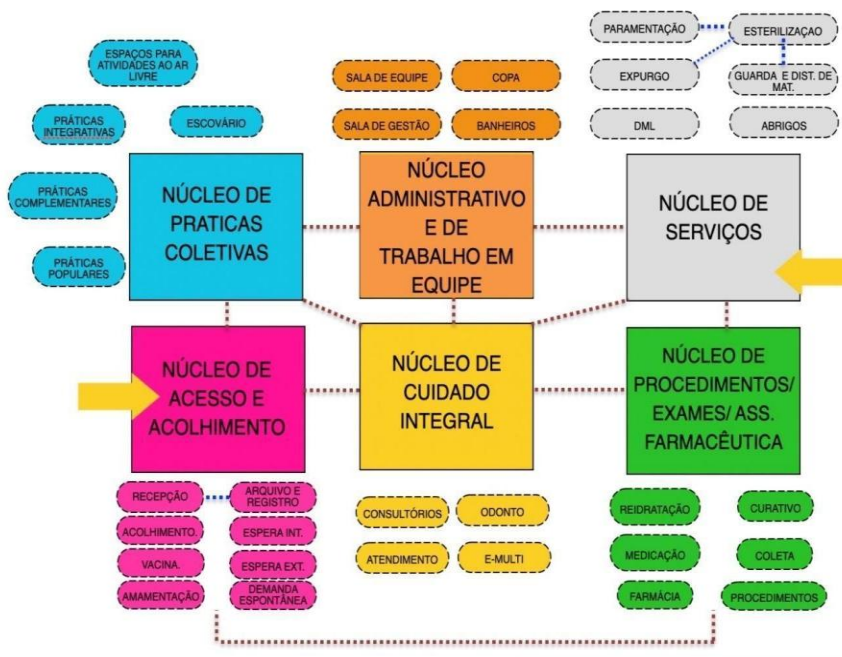 ESPAÇOS PARA
ATIVIDADES AO AR
LIVRE
PRÁTICAS
INTEGRATIVAS
ESCOVÁRIO
PRÁTICAS
COMPLEMENTARES
PRÁTICAS
POPULARES
NÚCLEO DE
PRATICAS
COLETIVAS
SALA DE EQUIPE
COPA
SALA DE GESTÃO
BANHEIROS
NÚCLEO
ADMINISTRATIVO
E DE
TRABALHO EM
EQUIPE
PARAMENTAÇÃO
ESTERILIZAÇAO
EXPURGO
GUARDA E DIST. DE
MAT.
DML
ABRIGOS
NÚCLEO DE
SERVIÇOS
NÚCLEO DE
ACESSO E
ACOLHIMENTO
RECEPÇÃO
ARQUIVO E
REGISTRO
ACOLHIMENTO.
ESPERA INT.
VACINA.
ESPERA EXT.
AMAMENTAÇÃO
DEMANDA
ESPONTÂNEA
NÚCLEO DE
CUIDADO
INTEGRAL
CONSULTÓRIOS
ODONTO
ATENDIMENTO
E-MULTI
NÚCLEO DE
PROCEDIMENTOS/
EXAMES/ ASS.
FARMACÊUTICA
REIDRATAÇÃO
CURATIVO
MEDICAÇÃO
COLETA
FARMÁCIA
PROCEDIMENTOS